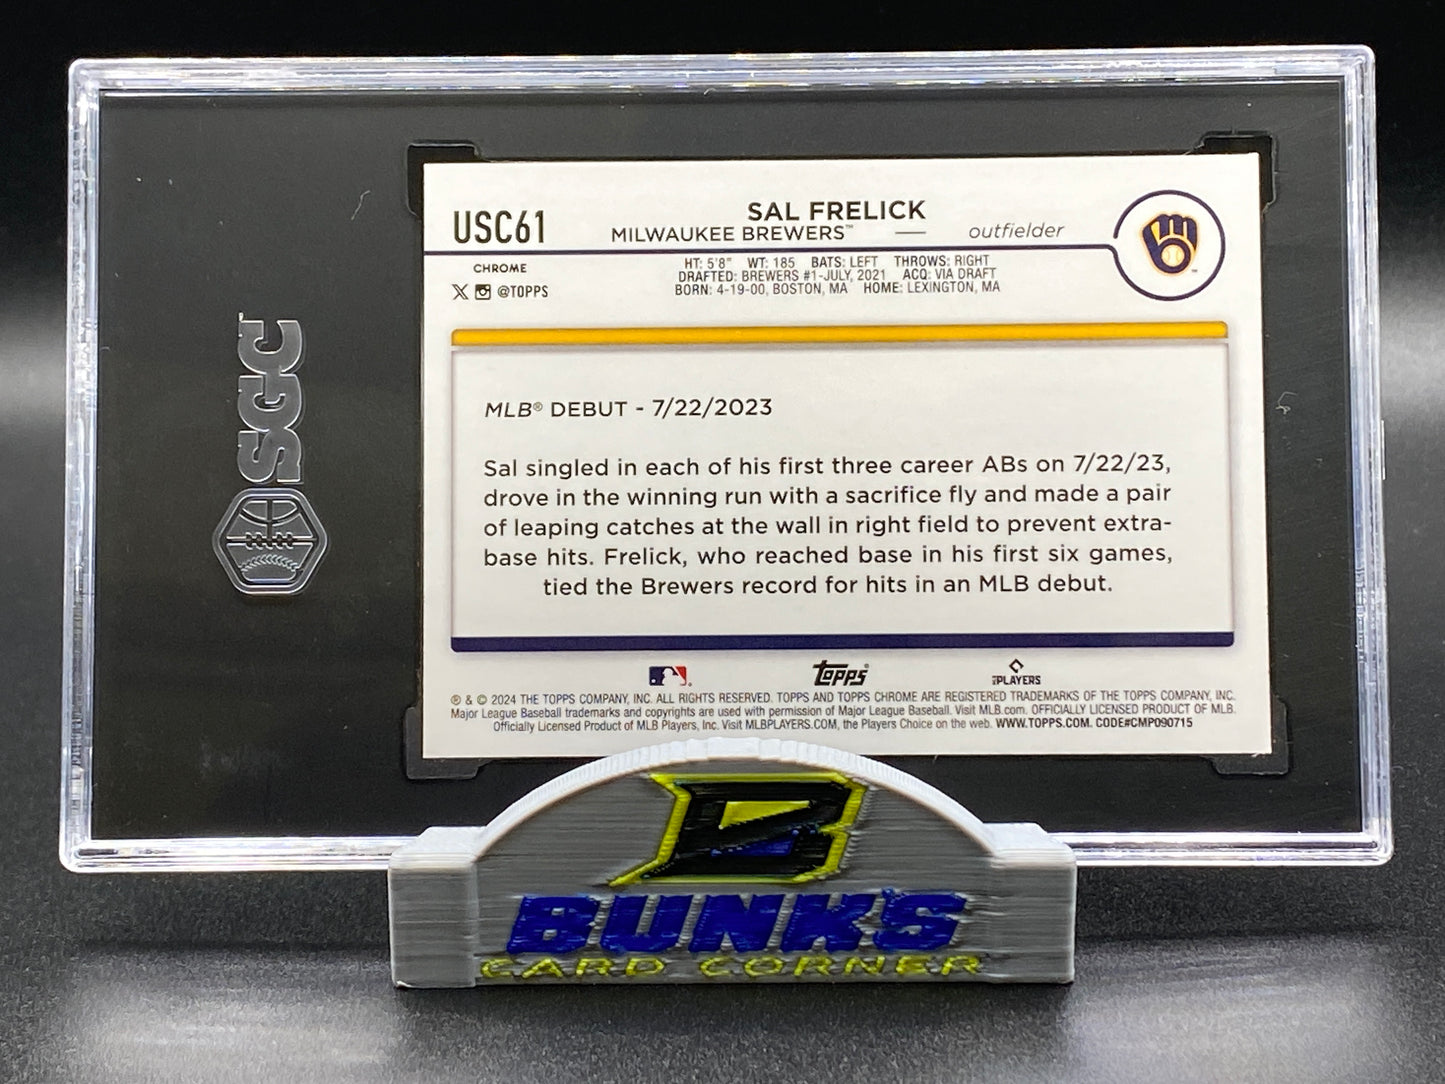 SGC
USC61
SAL FRELICK
MILWAUKEE BREWERS™ — outfielder
CHROME
@TOPPS
HT: 5'8" WT: 185 BATS: LEFT THROWS: RIGHT
DRAFTED: BREWERS #1-JULY, 2021 ACQ: VIA DRAFT
BORN: 4-19-00, BOSTON, MA HOME: LEXINGTON, MA
MLB® DEBUT - 7/22/2023
Sal singled in each of his first three career ABs on 7/22/23,
drove in the winning run with a sacrifice fly and made a pair
of leaping catches at the wall in right field to prevent extra-
base hits. Frelick, who reached base in his first six games,
tied the Brewers record for hits in an MLB debut.
Topps
PLAYERS
® & © 2024 THE TOPPS COMPANY, INC. ALL RIGHTS RESERVED. TOPPS AND TOPPS CHROME ARE REGISTERED TRADEMARKS OF THE TOPPS COMPANY, INC.
Major League Baseball trademarks and copyrights are used with permission of Major League Baseball. Visit MLB.com. OFFICIALLY LICENSED PRODUCT OF MLB.
Officially Licensed Product of MLB Players, Inc. Visit MLBPLAYERS.COM, the Players Choice on the web. WWW.TOPPS.COM. CODE#CMP090715
BUNK'S
CARD CORNER